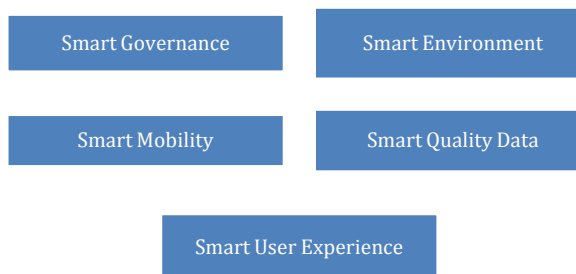 Smart Governance
Smart Environment
Smart Mobility
Smart Quality Data
Smart User Experience